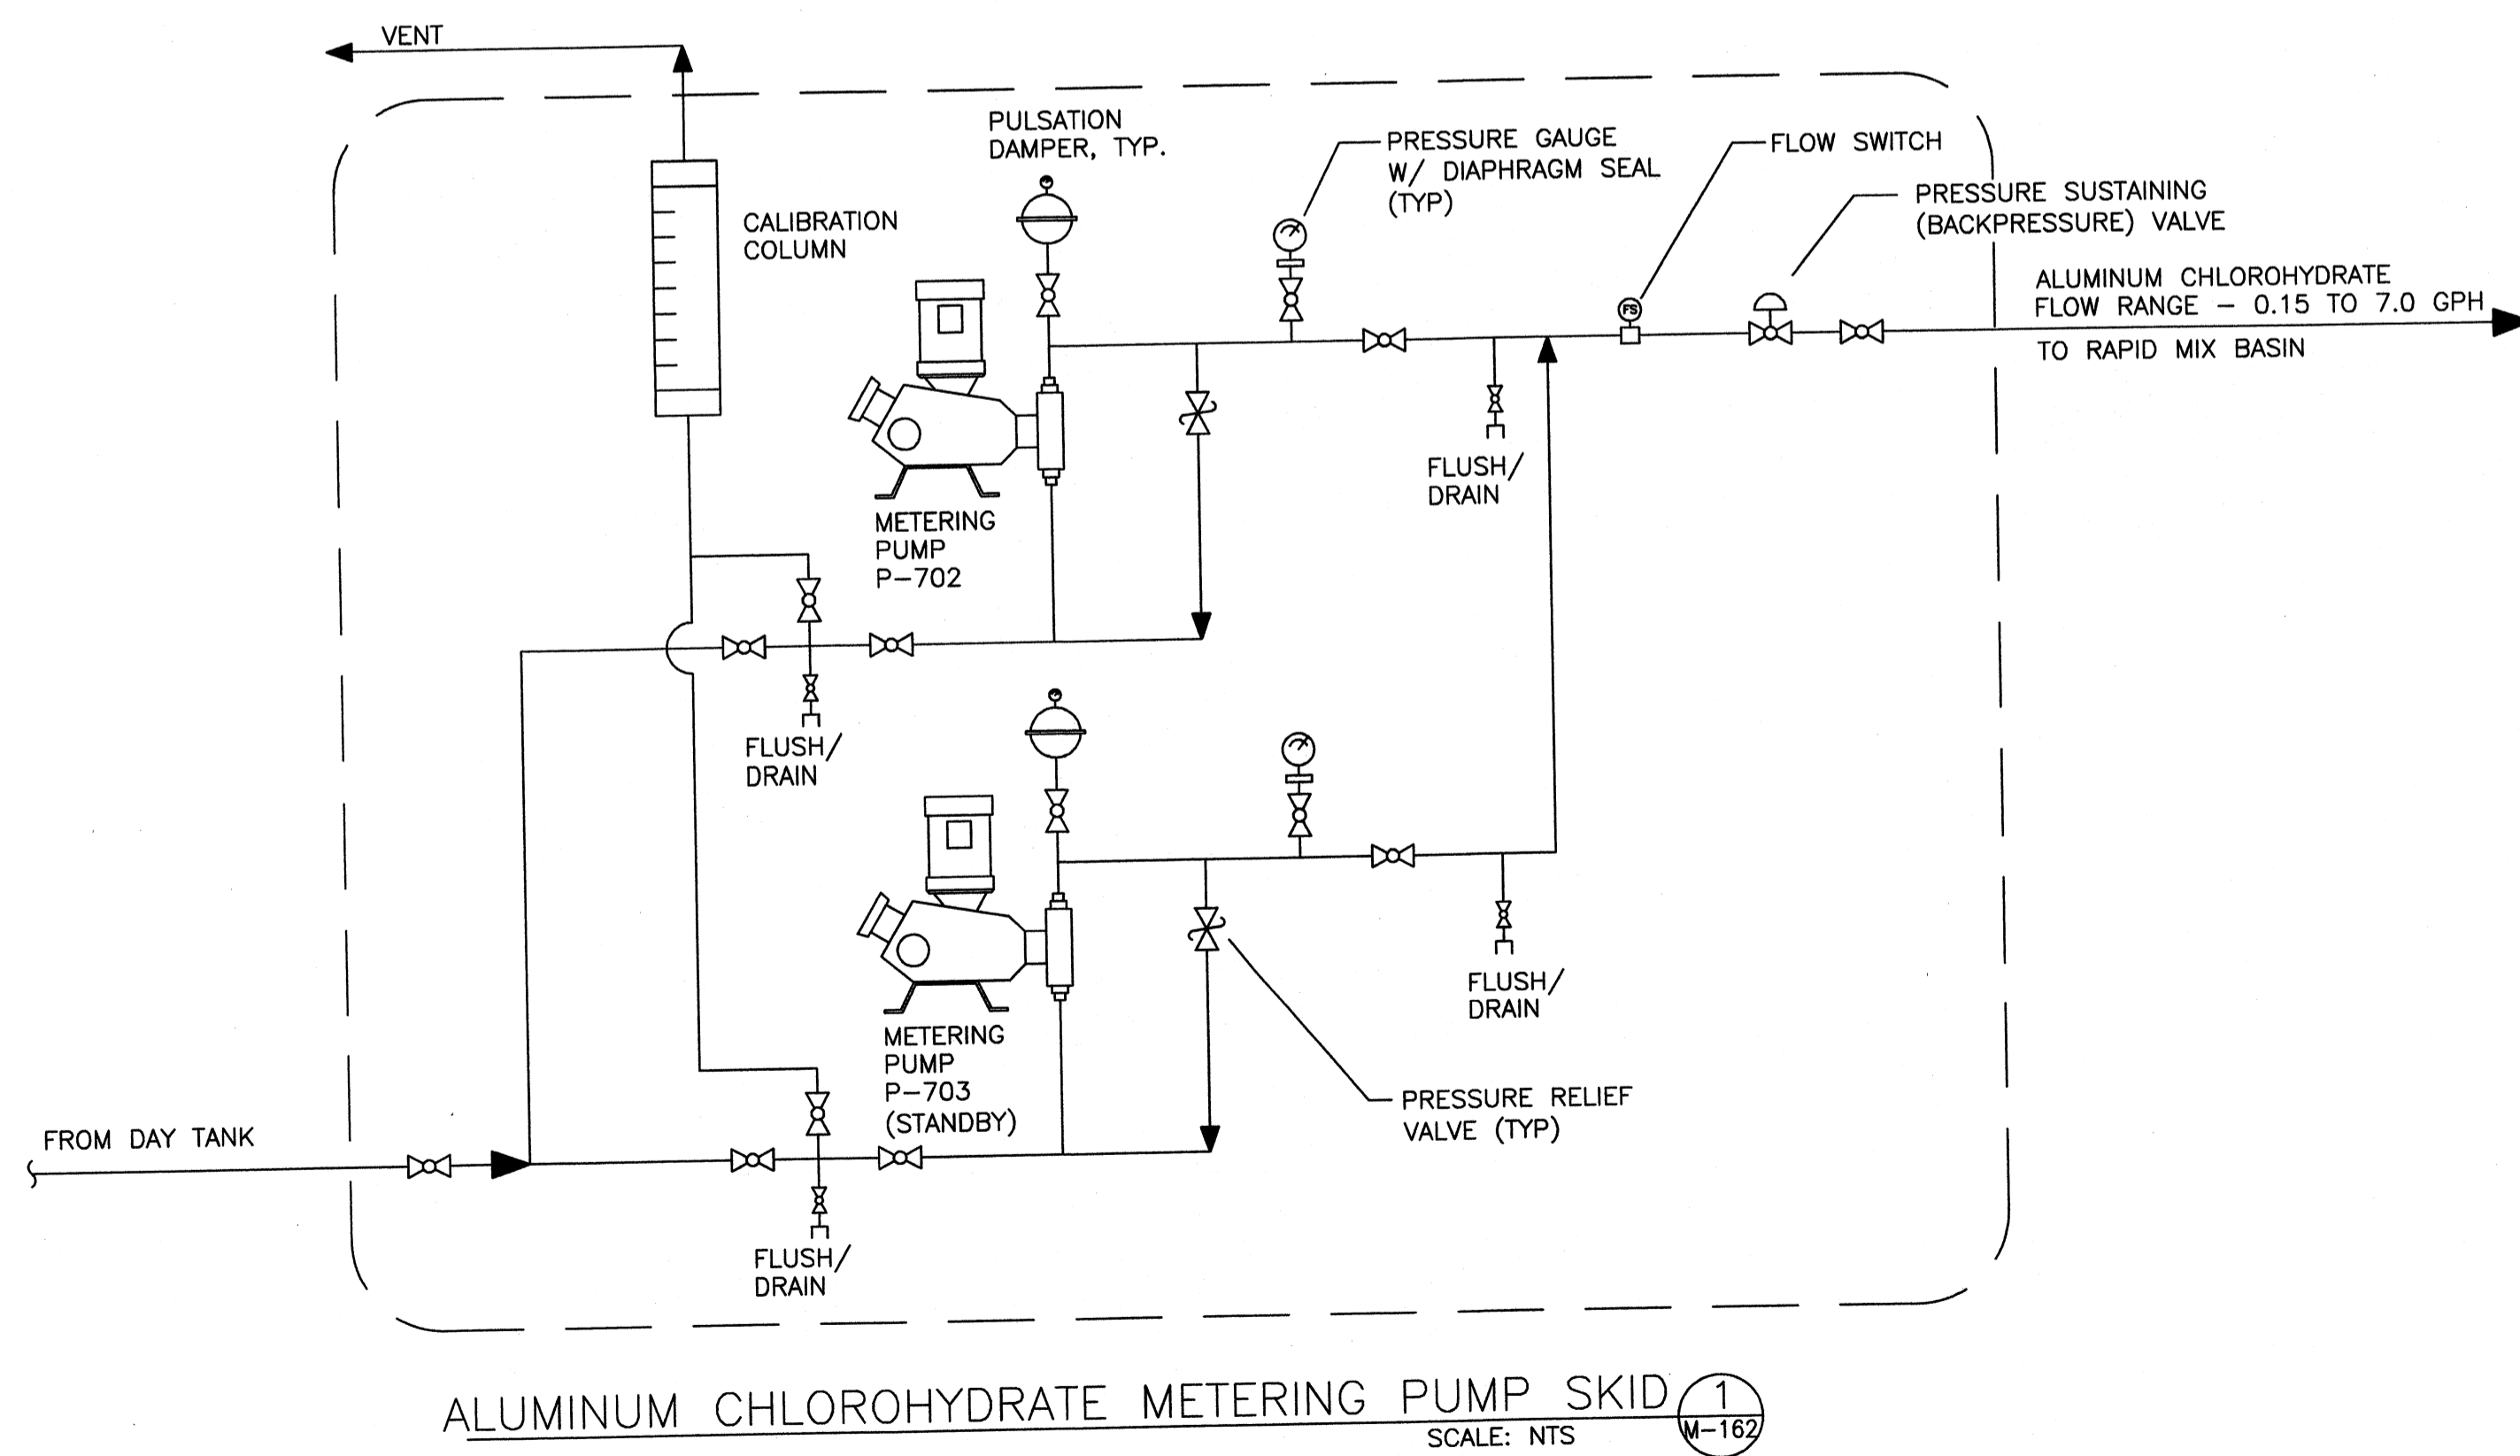 VENT
PULSATION
DAMPER, TYP.
PRESSURE GAUGE
W/ DIAPHRAGM SEAL
(TYP)
FLOW SWITCH
PRESSURE SUSTAINING
(BACKPRESSURE) VALVE
CALIBRATION
COLUMN
FS
ALUMINUM CHLOROHYDRATE
FLOW RANGE – 0.15 TO 7.0 GPH
TO RAPID MIX BASIN
FLUSH/
DRAIN
METERING
PUMP
P-702
FLUSH/
DRAIN
FLUSH/
DRAIN
METERING
PUMP
P-703
(STANDBY)
PRESSURE RELIEF
VALVE (TYP)
FROM DAY TANK
FLUSH/
DRAIN
ALUMINUM CHLOROHYDRATE METERING PUMP SKID
SCALE: NTS
1
M-162